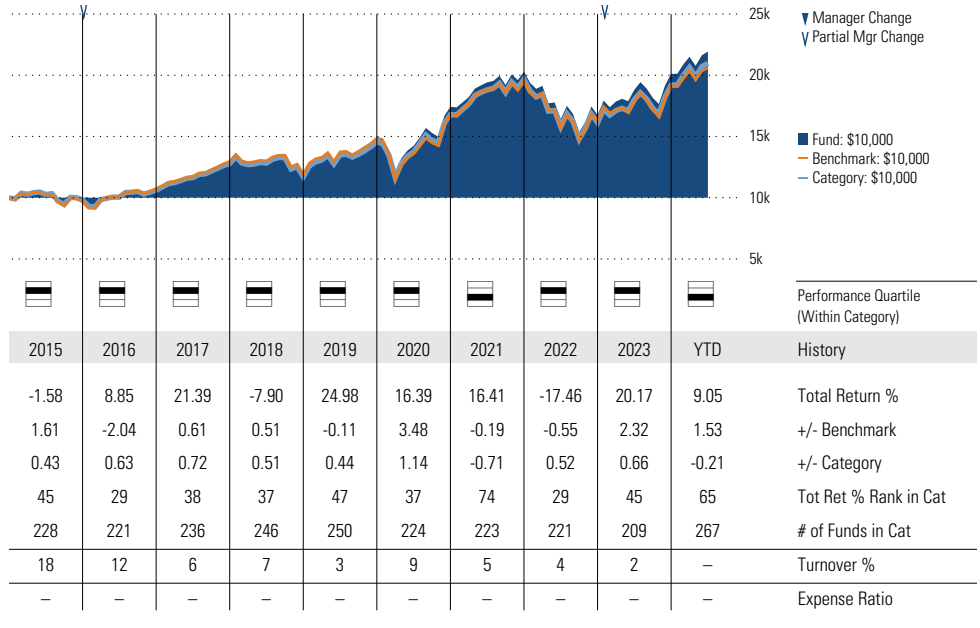 25k
Manager Change
Partial Mgr Change
20k
15k
Fund: $10,000
Benchmark: $10,000
Category: $10,000
10k
5k
Performance Quartile
(Within Category)
2015 2016 2017 2018 2019 2020 2021 2022 2023 YTD History
-1.58 8.85 21.39 -7.90 24.98 16.39 16.41 -17.46 20.17 9.05 Total Return %
1.61 -2.04 0.61 0.51 -0.11 3.48 -0.19 -0.55 2.32 1.53 +/- Benchmark
0.43 0.63 0.72 0.51 0.44 1.14 -0.71 0.52 0.66 -0.21 +/- Category
45 29 38 37 47 37 74 29 45 65 Tot Ret % Rank in Cat
228 221 236 246 250 224 223 221 209 267 # of Funds in Cat
18 12 6 7 3 9 5 4 2 – Turnover %
– – – – – – – – – – Expense Ratio